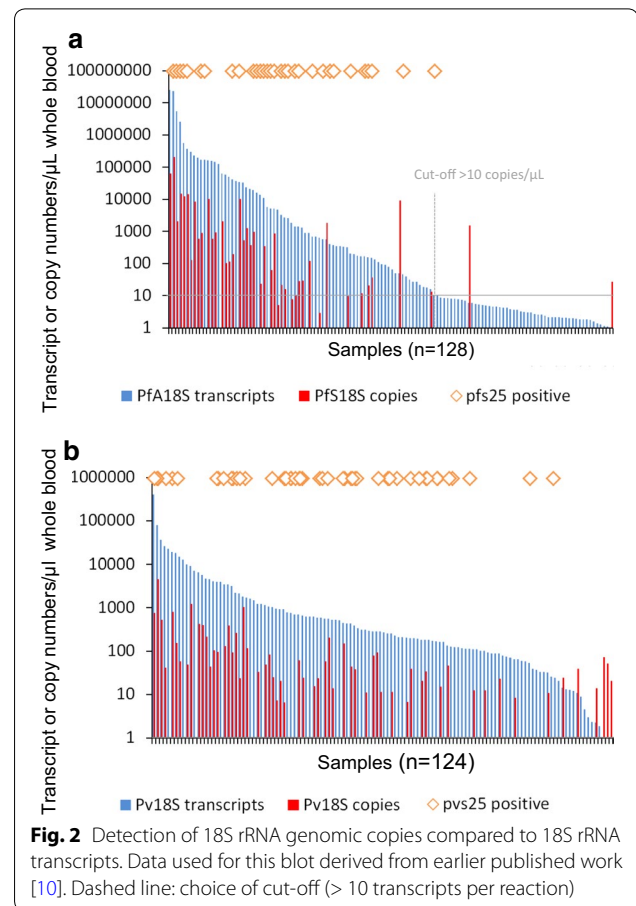 a
Transcript or copy numbers/µL whole blood
100000000
10000000
1000000
100000
10000
1000
100
10
1
Cut-off >10 copies/µL
Samples (n=128)
PfA18S transcripts PfS18S copies pfs25 positive
b
Transcript or copy numbers/µl whole blood
1000000
100000
10000
1000
100
10
1
Samples (n=124)
Pv18S transcripts Pv18S copies pvs25 positive
Fig. 2 Detection of 18S rRNA genomic copies compared to 18S rRNA
transcripts. Data used for this blot derived from earlier published work
[10]. Dashed line: choice of cut-off (> 10 transcripts per reaction)